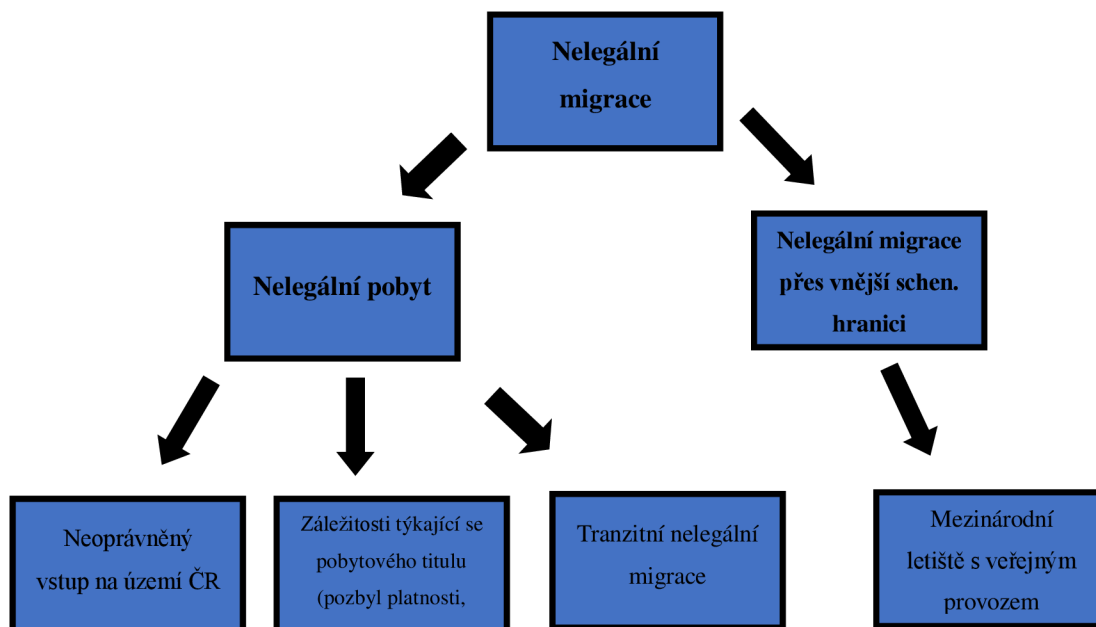 Nelegální
migrace
Nelegální pobyt
Nelegální migrace
přes vnější schen.
hranici
Neoprávněný
vstup na území ČR
Záležitosti týkající se
pobytového titulu
(pozbyl platnosti,
Tranzitní nelegální
migrace
Mezinárodní
letiště s veřejným
provozem